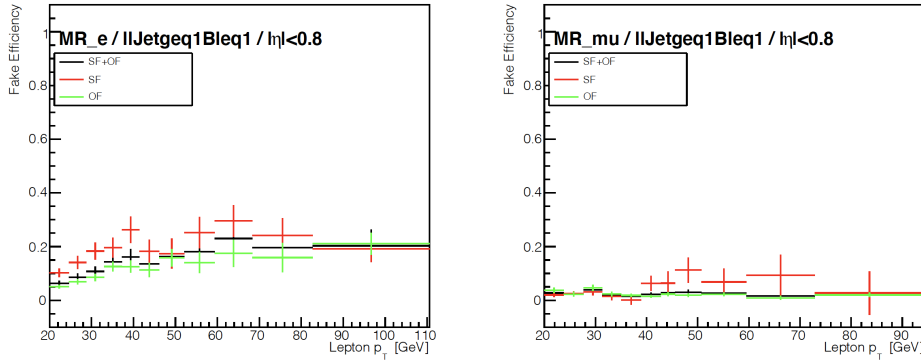 MR_e / llJetgeq1Bleq1 / |η|<0.8
SF+OF
SF
OF
Fake Efficiency
1
0.8
0.6
0.4
0.2
0
20 30 40 50 60 70 80 90 100 110
Lepton p_T [GeV]
MR_mu / llJetgeq1Bleq1 / |η|<0.8
SF+OF
SF
OF
Fake Efficiency
1
0.8
0.6
0.4
0.2
0
20 30 40 50 60 70 80 90
Lepton p_T [GeV]